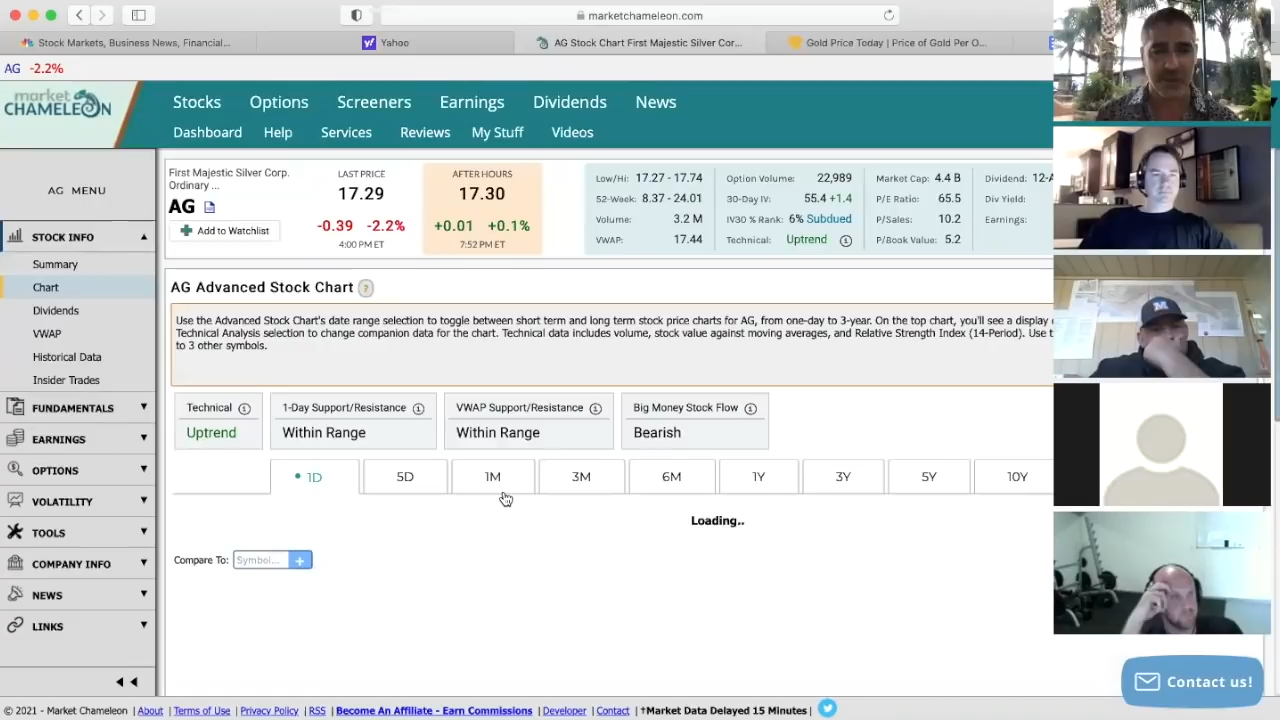 marketchameleon.com
Stock Markets, Business News, Financial...
Yahoo
AG Stock Chart First Majestic Silver Cor...
Gold Price Today | Price of Gold Per O...
AG -2.2%
market
CHAMELEON
Stocks Options Screeners Earnings Dividends News
Dashboard Help Services Reviews My Stuff Videos
AG MENU
STOCK INFO
Summary
Chart
Dividends
VWAP
Historical Data
Insider Trades
FUNDAMENTALS
EARNINGS
OPTIONS
VOLATILITY
TOOLS
COMPANY INFO
NEWS
LINKS
First Majestic Silver Corp.
Ordinary ...
AG
Add to Watchlist
LAST PRICE
17.29
-0.39 -2.2%
4:00 PM ET
AFTER HOURS
17.30
+0.01 +0.1%
7:52 PM ET
Low/Hi: 17.27 - 17.74
52-Week: 8.37 - 24.01
Volume: 3.2 M
VWAP: 17.44
Option Volume: 22,989
30-Day IV: 55.4 +1.4
IV30 % Rank: 6% Subdued
Technical: Uptrend
Market Cap: 4.4 B
P/E Ratio: 65.5
P/Sales: 10.2
P/Book Value: 5.2
Dividend: 12-A
Div Yield:
Earnings:
AG Advanced Stock Chart ?
Use the Advanced Stock Chart's date range selection to toggle between short term and long term stock price charts for AG, from one-day to 3-year. On the top chart, you'll see a display
Technical Analysis selection to change companion data for the chart. Technical data includes volume, stock value against moving averages, and Relative Strength Index (14-Period). Use t
to 3 other symbols.
Technical
Uptrend
1-Day Support/Resistance
Within Range
VWAP Support/Resistance
Within Range
Big Money Stock Flow
Bearish
1D 5D 1M 3M 6M 1Y 3Y 5Y 10Y
Loading..
Compare To: Symbol... +
Contact us!
© 2021 - Market Chameleon | About | Terms of Use | Privacy Policy | RSS | Become An Affiliate - Earn Commissions | Developer | Contact | †Market Data Delayed 15 Minutes |